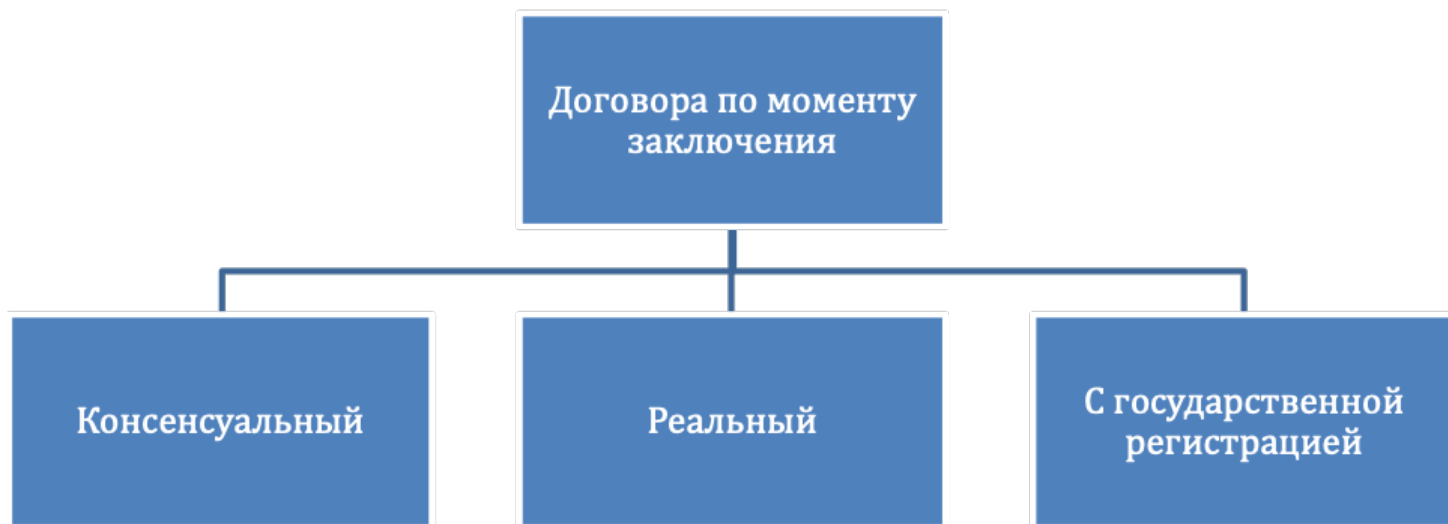 Договора по моменту
заключения
Консенсуальный
Реальный
С государственной
регистрацией